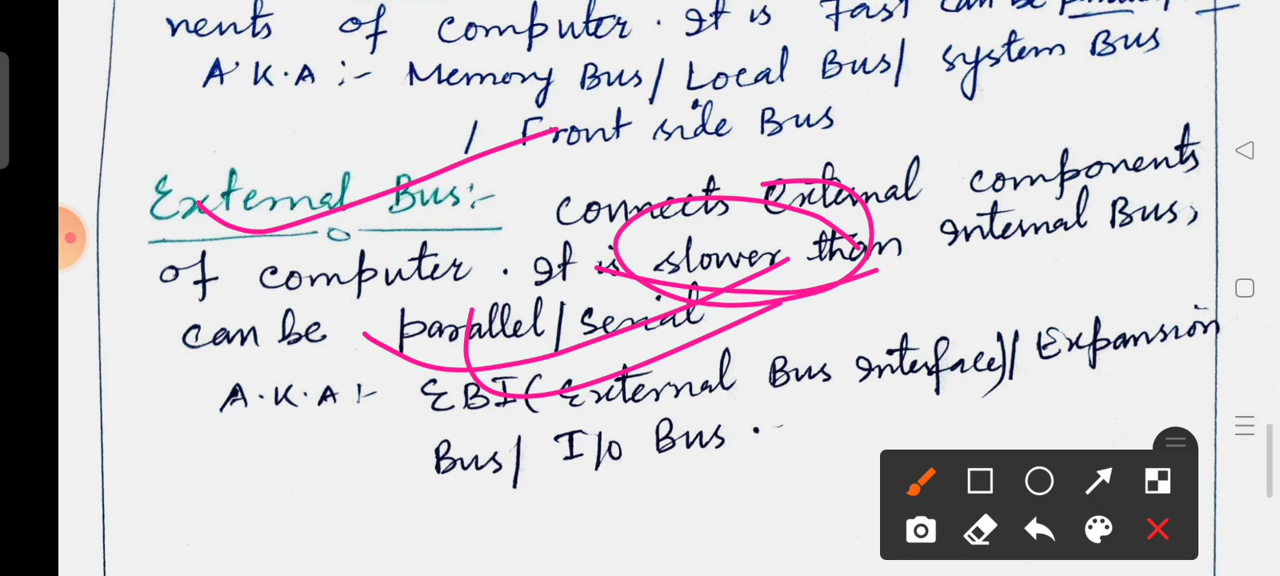 nents of computer. It is fast can be
A.K.A :- Memory Bus/ Local Bus/ system Bus
/ Front side Bus
External Bus:- connects external components
of computer. It is slower than internal Bus,
can be parallel/serial
A.K.A :- EBI (External Bus Interface)/ Expansion
Bus/ I/o Bus.